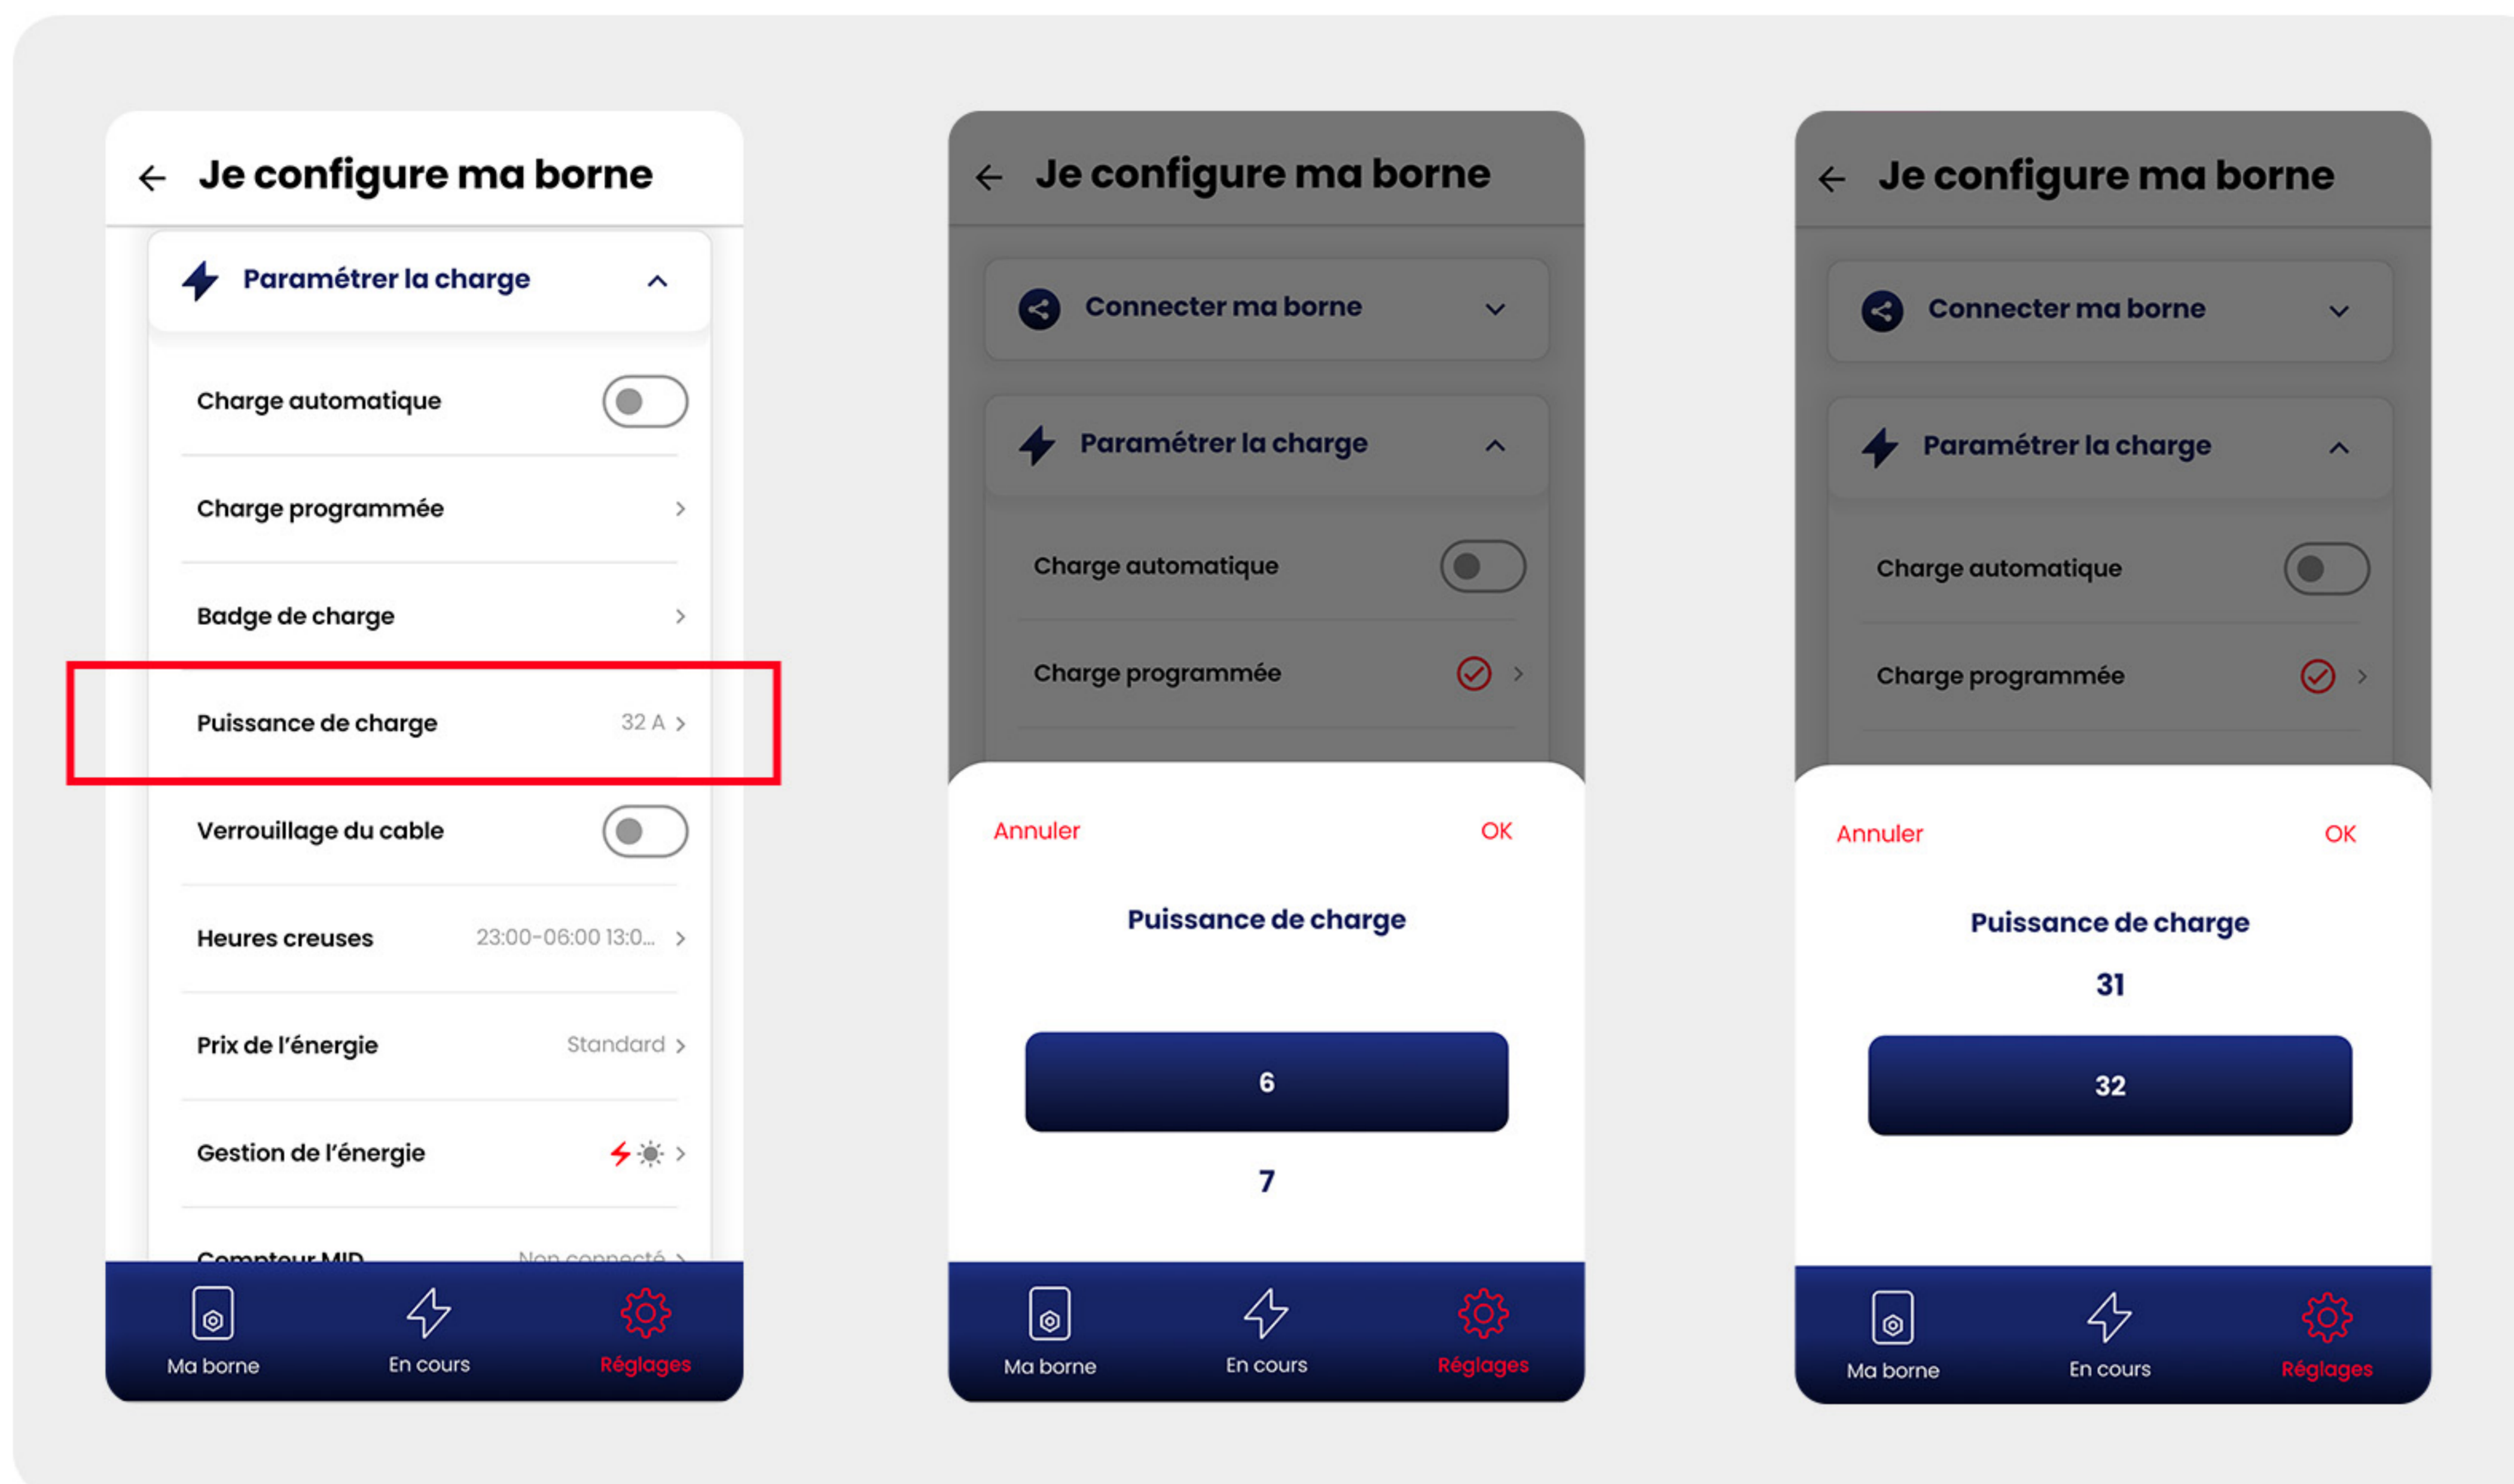 Je configure ma borne
Paramétrer la charge
Charge automatique
Charge programmée
Badge de charge
Puissance de charge 32 A
Verrouillage du cable
Heures creuses 23:00-06:00 13:0...
Prix de l'énergie Standard
Gestion de l'énergie
Compteur MID Non connecté
Ma borne En cours Réglages
Je configure ma borne
Connecter ma borne
Paramétrer la charge
Charge automatique
Charge programmée
Annuler OK
Puissance de charge
6
7
Ma borne En cours Réglages
Je configure ma borne
Connecter ma borne
Paramétrer la charge
Charge automatique
Charge programmée
Annuler OK
Puissance de charge
31
32
Ma borne En cours Réglages